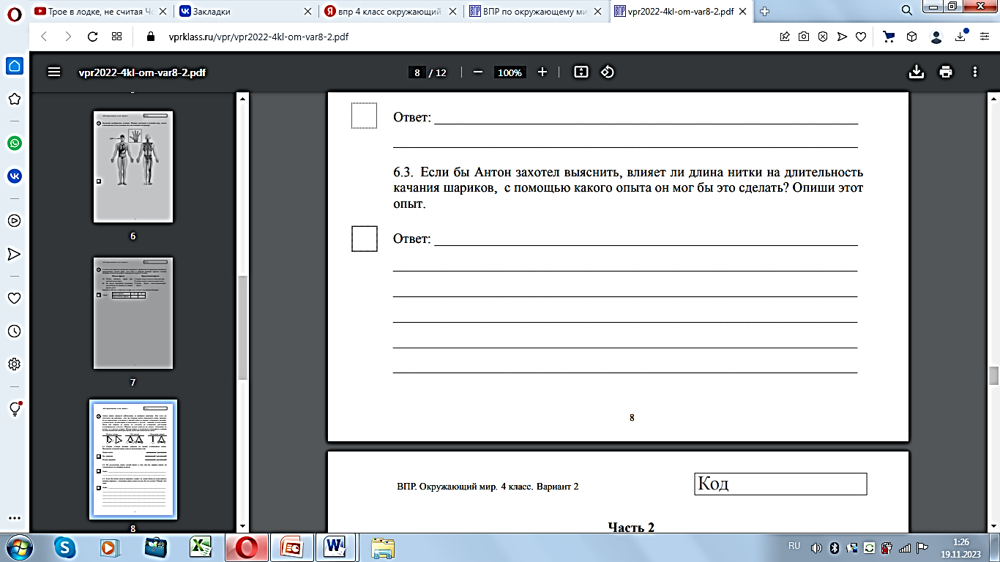 Трое в лодке, не считая Чо
Закладки
впр 4 класс окружающий
ВПР по окружающему ми
vpr2022-4kl-om-var8-2.pdf
vprklass.ru/vpr/vpr2022-4kl-om-var8-2.pdf
vpr2022-4kl-om-var8-2.pdf
8 / 12
100%
6
7
8
Ответ:
6.3. Если бы Антон захотел выяснить, влияет ли длина нитки на длительность
качания шариков, с помощью какого опыта он мог бы это сделать? Опиши этот
опыт.
Ответ:
8
ВПР. Окружающий мир. 4 класс. Вариант 2
Код
Часть 2
RU
1:26
19.11.2023